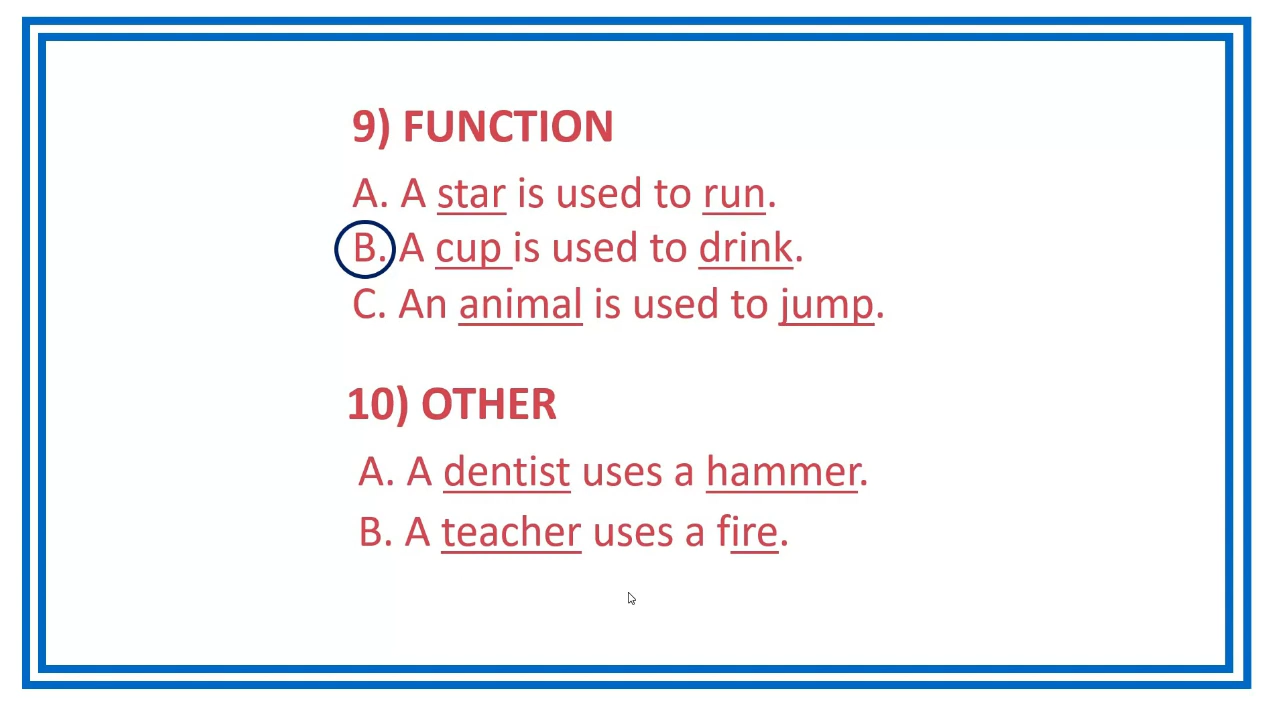 9) FUNCTION
A. A star is used to run.
B. A cup is used to drink.
C. An animal is used to jump.
10) OTHER
A. A dentist uses a hammer.
B. A teacher uses a fire.